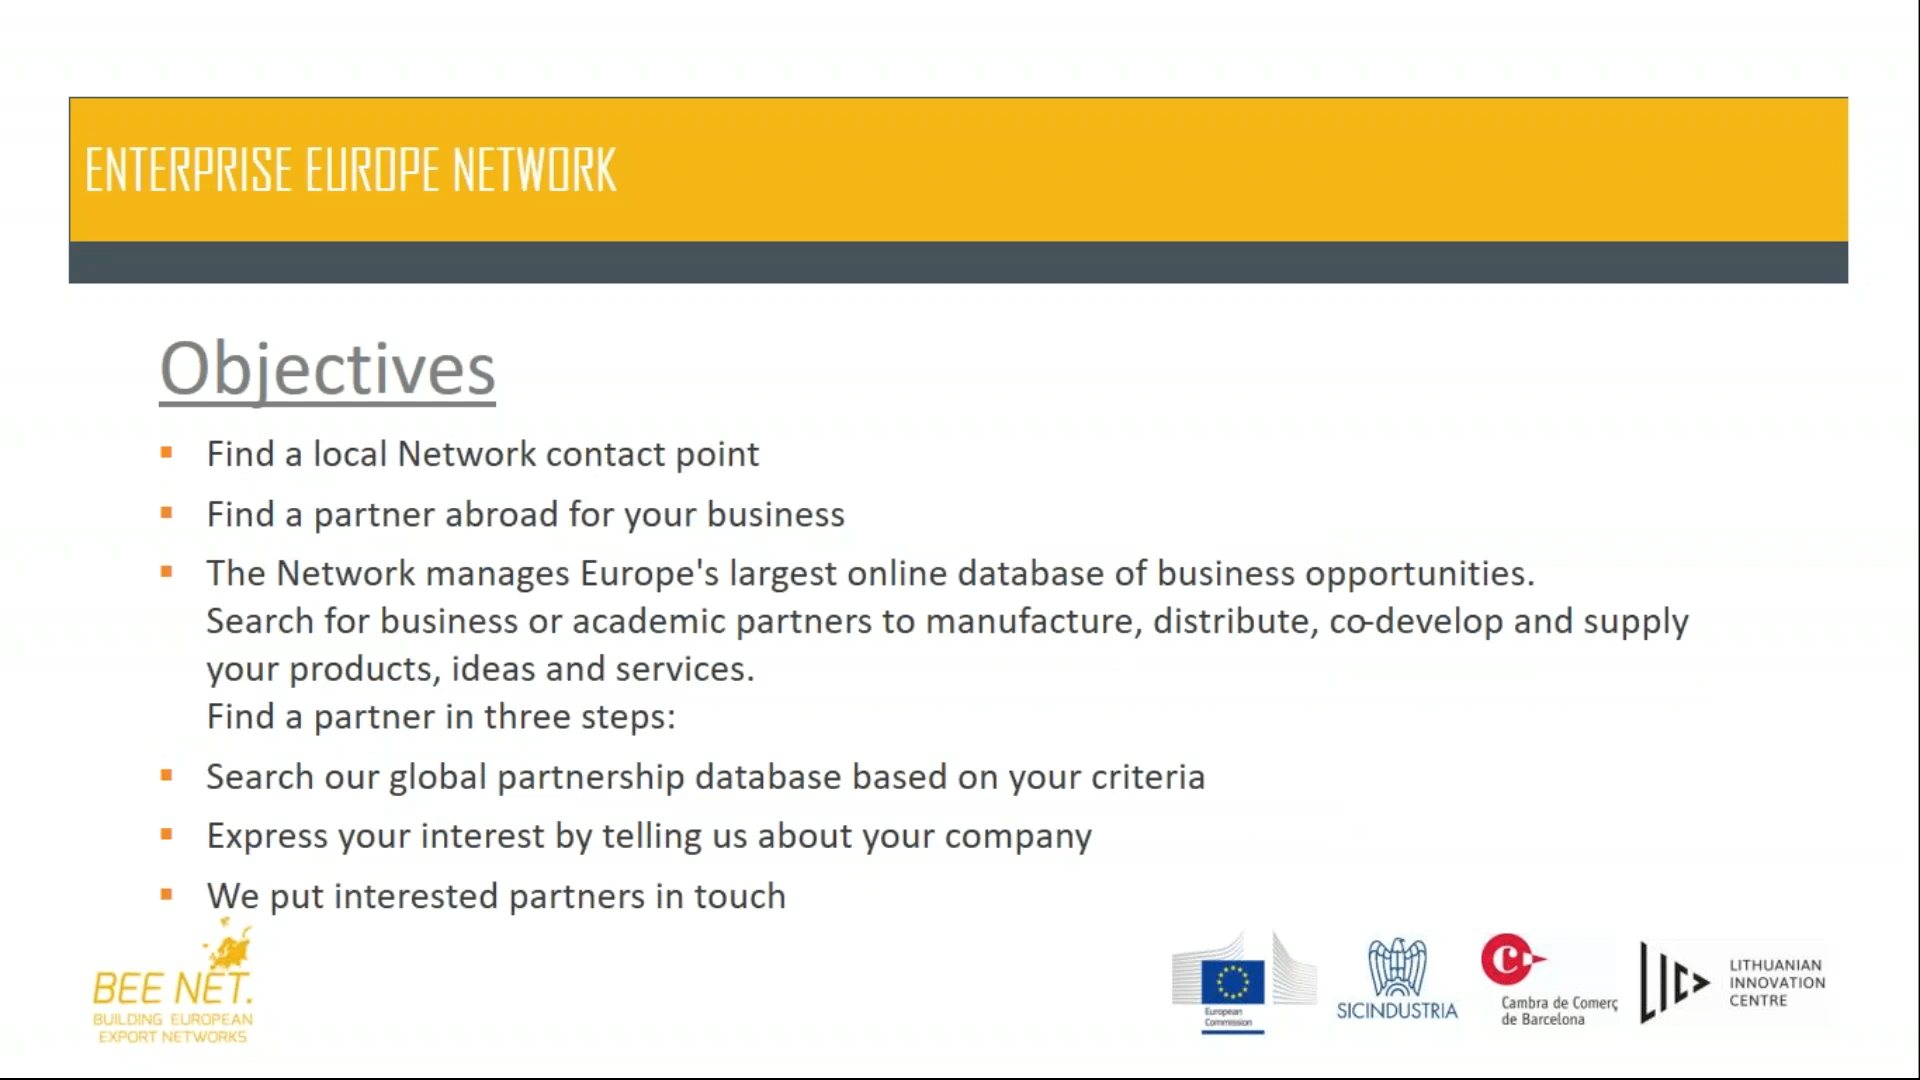 ENTERPRISE EUROPE NETWORK
Objectives
Find a local Network contact point
Find a partner abroad for your business
The Network manages Europe's largest online database of business opportunities.
Search for business or academic partners to manufacture, distribute, co-develop and supply
your products, ideas and services.
Find a partner in three steps:
Search our global partnership database based on your criteria
Express your interest by telling us about your company
We put interested partners in touch
BEE NET.
BUILDING EUROPEAN
EXPORT NETWORKS
European
Commission
SICINDUSTRIA
C
Cambra de Comerç
de Barcelona
LIC
LITHUANIAN
INNOVATION
CENTRE